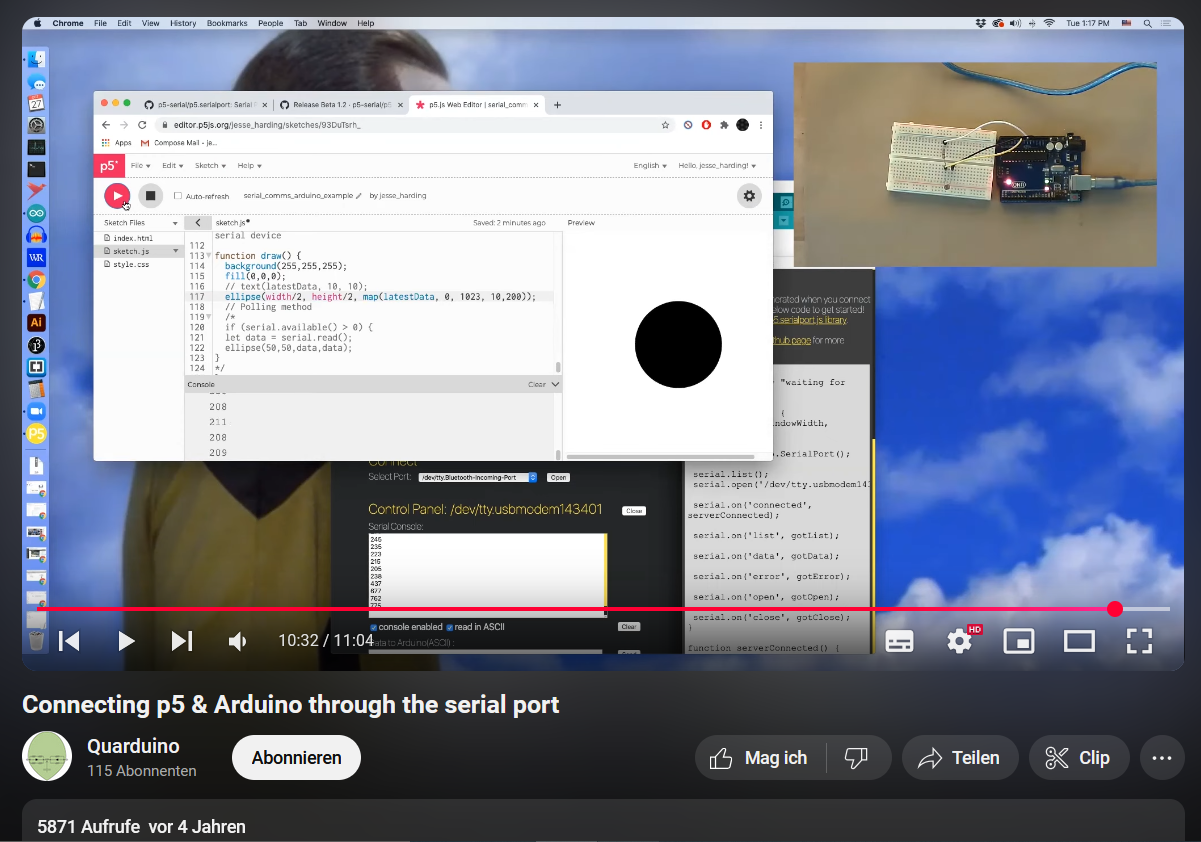 Chrome File Edit View History Bookmarks People Tab Window Help
Tue 1:17 PM
p5-serial/p5.serialport: Serial
Release Beta 1.2 · p5-serial/p5
p5.js Web Editor | serial_comm
editor.p5js.org/jesse_harding/sketches/93DuTsrh_
Apps Compose Mail - je...
p5* File Edit Sketch Help English Hello, jesse_harding!
Auto-refresh serial_comms_arduino_example by jesse_harding
Sketch Files sketch.js Saved: 2 minutes ago Preview
index.html
sketch.js
style.css
serial device
112
113 function draw() {
114 background(255,255,255);
115 fill(0,0,0);
116 // text(latestData, 10, 10);
117 ellipse(width/2, height/2, map(latestData, 0, 1023, 10,200));
118 // Polling method
119 /*
120 if (serial.available() > 0) {
121 let data = serial.read();
122 ellipse(50,50,data,data);
123 }
124 */
Console Clear
208
211
208
209
27
WR
Ai
P5
erated when you connect
elow code to get started!
5.serialport.js library.
thub page for more
"waiting for
{
ndowWidth,
.SerialPort();
serial.list();
serial.open('/dev/tty.usbmodem143
serial.on('connected',
serverConnected);
serial.on('list', gotList);
serial.on('data', gotData);
serial.on('error', gotError);
serial.on('open', gotOpen);
serial.on('close', gotClose);
}
function serverConnected() {
Connect
Select Port: /dev/tty.Bluetooth-Incoming-Port Open
Control Panel: /dev/tty.usbmodem143401 Close
Serial Console:
245
235
223
215
205
238
437
677
762
775
console enabled read in ASCII Clear
ata to Arduino(ASCII) :
10:32 / 11:04
HD
Connecting p5 & Arduino through the serial port
Quarduino
115 Abonnenten
Abonnieren
Mag ich
Teilen
Clip
5871 Aufrufe vor 4 Jahren